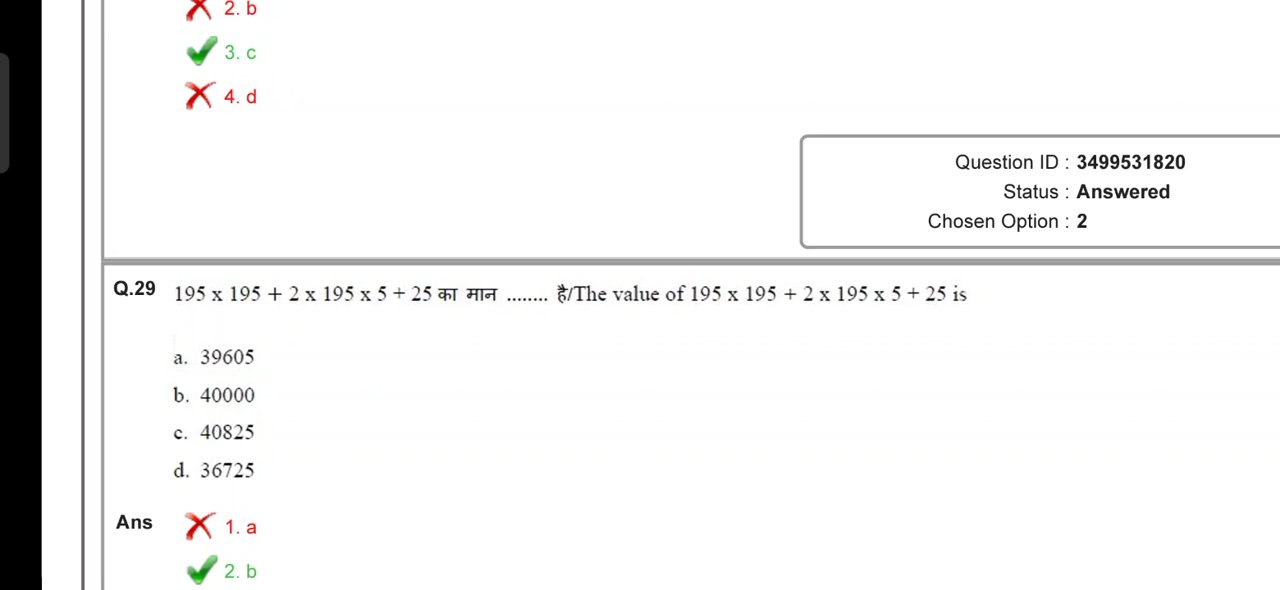 2. b
3. c
4. d
Question ID : 3499531820
Status : Answered
Chosen Option : 2
Q.29 195 x 195 + 2 x 195 x 5 + 25 का मान ........ है/The value of 195 x 195 + 2 x 195 x 5 + 25 is
a. 39605
b. 40000
c. 40825
d. 36725
Ans 1. a
2. b